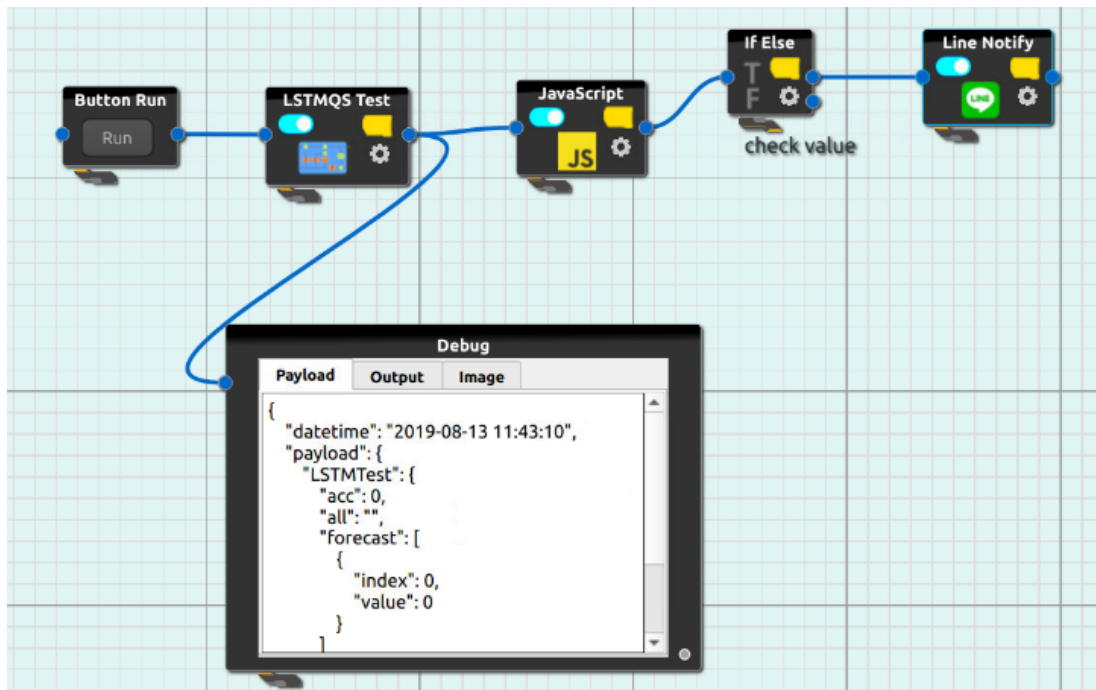 Button Run
Run
LSTMQS Test
JavaScript
JS
If Else
T
F
check value
Line Notify
LINE
Debug
Payload Output Image
{
"datetime": "2019-08-13 11:43:10",
"payload": {
"LSTMTest": {
"acc": 0,
"all": "",
"forecast": [
{
"index": 0,
"value": 0
}
]